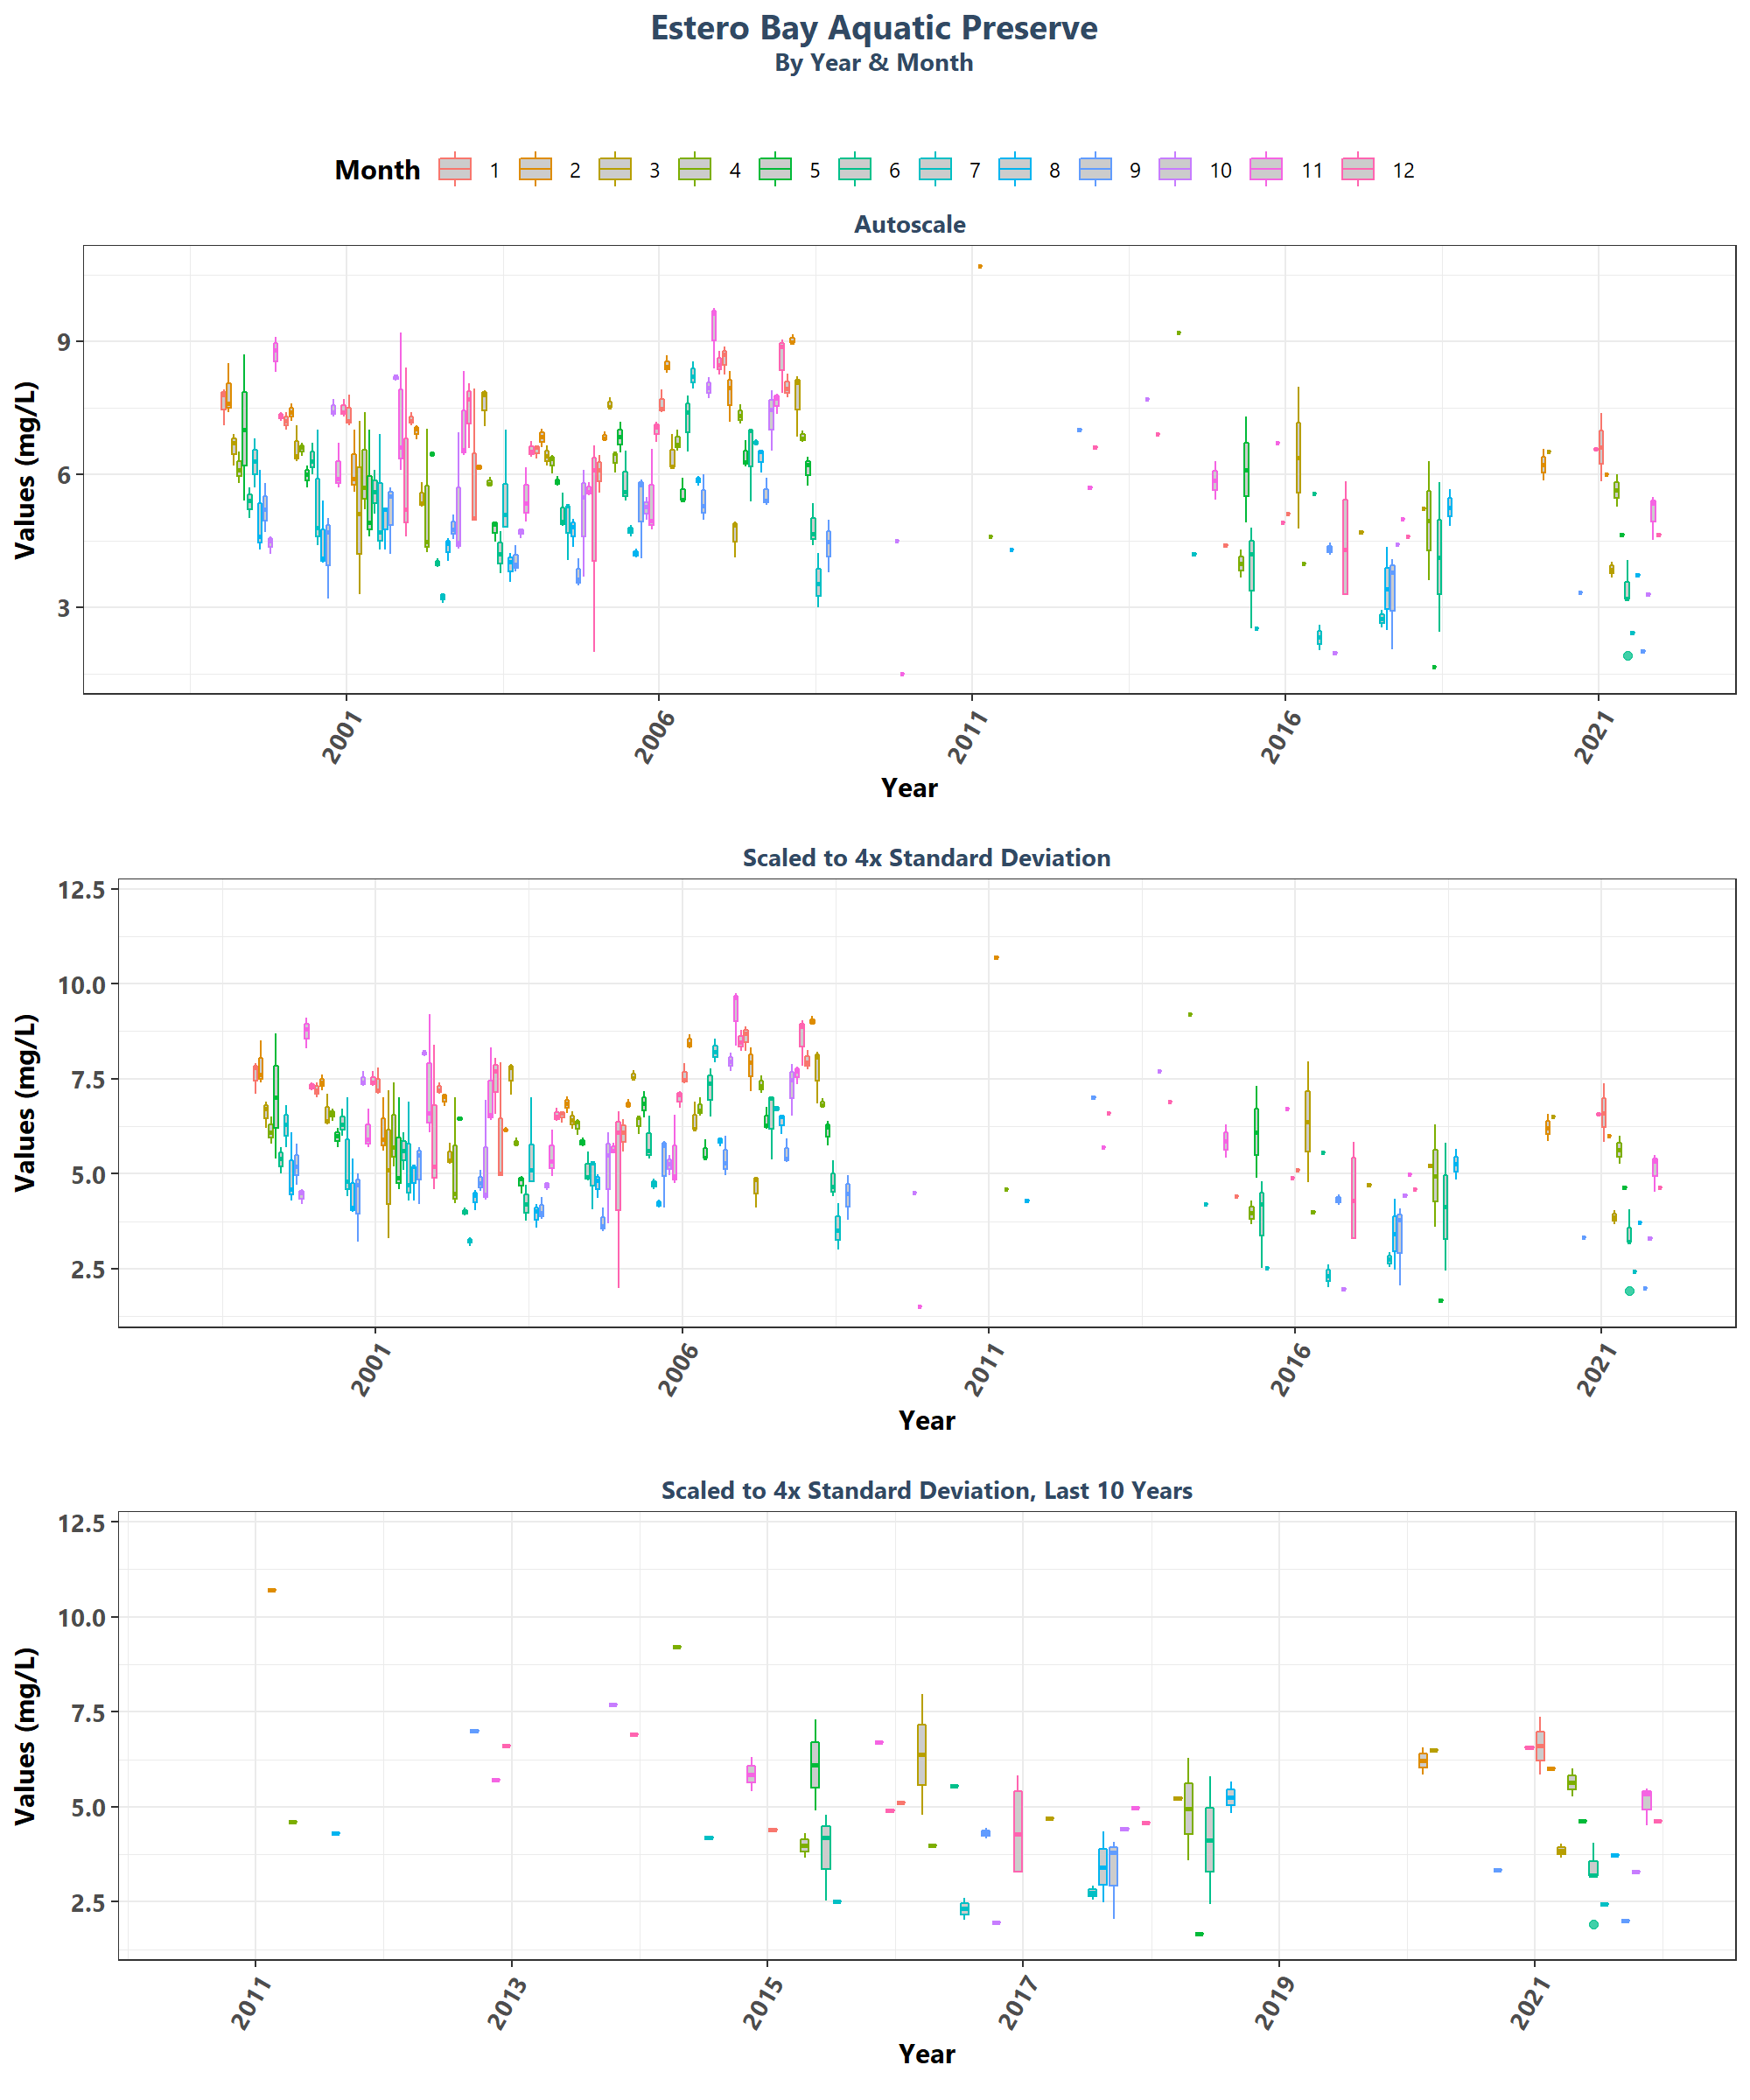 Estero Bay Aquatic Preserve
By Year & Month
Month 1 2 3 4 5 6 7 8 9 10 11 12
Autoscale
Values (mg/L)
9
6
3
2001 2006 2011 2016 2021
Year
Scaled to 4x Standard Deviation
Values (mg/L)
12.5
10.0
7.5
5.0
2.5
2001 2006 2011 2016 2021
Year
Scaled to 4x Standard Deviation, Last 10 Years
Values (mg/L)
12.5
10.0
7.5
5.0
2.5
2011 2013 2015 2017 2019 2021
Year